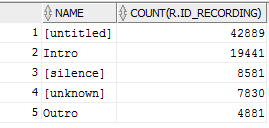 NAME COUNT(R.ID_RECORDING)
1 [untitled] 42889
2 Intro 19441
3 [silence] 8581
4 [unknown] 7830
5 Outro 4881